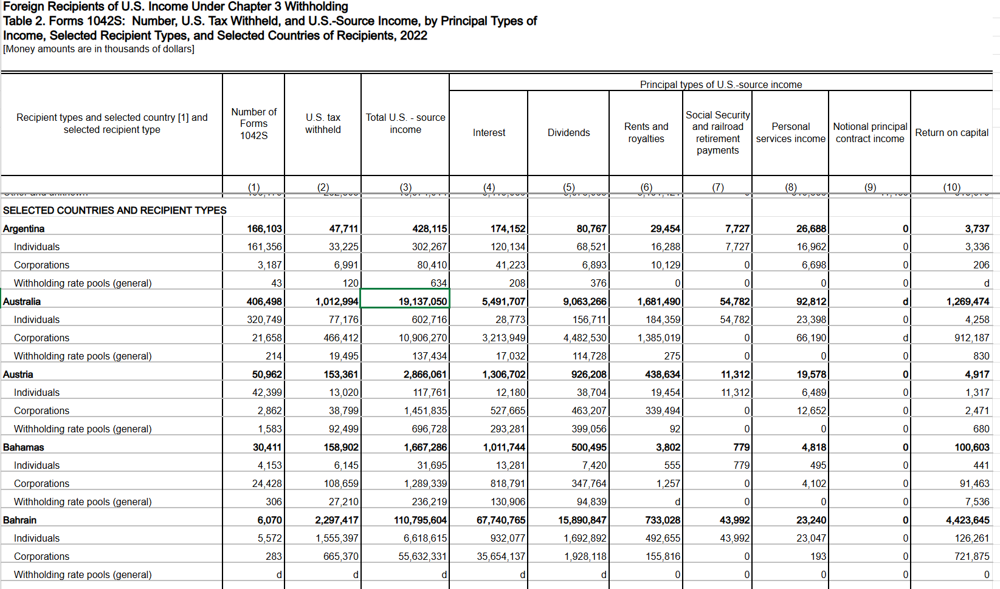 Foreign Recipients of U.S. Income Under Chapter 3 Withholding
Table 2. Forms 1042S:  Number, U.S. Tax Withheld, and U.S.-Source Income, by Principal Types of
Income, Selected Recipient Types, and Selected Countries of Recipients, 2022
[Money amounts are in thousands of dollars]
Principal types of U.S.-source income
Recipient types and selected country [1] and
selected recipient type
Number of
Forms
1042S
U.S. tax
withheld
Total U.S. - source
income
Interest
Dividends
Rents and
royalties
Social Security
and railroad
retirement
payments
Personal
services income
Notional principal
contract income
Return on capital
(1) (2) (3) (4) (5) (6) (7) (8) (9) (10)
SELECTED COUNTRIES AND RECIPIENT TYPES
Argentina 166,103 47,711 428,115 174,152 80,767 29,454 7,727 26,688 0 3,737
Individuals 161,356 33,225 302,267 120,134 68,521 16,288 7,727 16,962 0 3,336
Corporations 3,187 6,991 80,410 41,223 6,893 10,129 0 6,698 0 206
Withholding rate pools (general) 43 120 634 208 376 0 0 0 0 d
Australia 406,498 1,012,994 19,137,050 5,491,707 9,063,266 1,681,490 54,782 92,812 d 1,269,474
Individuals 320,749 77,176 602,716 28,773 156,711 184,359 54,782 23,398 0 4,258
Corporations 21,658 466,412 10,906,270 3,213,949 4,482,530 1,385,019 0 66,190 d 912,187
Withholding rate pools (general) 214 19,495 137,434 17,032 114,728 275 0 0 0 830
Austria 50,962 153,361 2,866,061 1,306,702 926,208 438,634 11,312 19,578 0 4,917
Individuals 42,399 13,020 117,761 12,180 38,704 19,454 11,312 6,489 0 1,317
Corporations 2,862 38,799 1,451,835 527,665 463,207 339,494 0 12,652 0 2,471
Withholding rate pools (general) 1,583 92,499 696,728 293,281 399,056 92 0 0 0 680
Bahamas 30,411 158,902 1,667,286 1,011,744 500,495 3,802 779 4,818 0 100,603
Individuals 4,153 6,145 31,695 13,281 7,420 555 779 495 0 441
Corporations 24,428 108,659 1,289,339 818,791 347,764 1,257 0 4,102 0 91,463
Withholding rate pools (general) 306 27,210 236,219 130,906 94,839 d 0 0 0 7,536
Bahrain 6,070 2,297,417 110,795,604 67,740,765 15,890,847 733,028 43,992 23,240 0 4,423,645
Individuals 5,572 1,555,397 6,618,615 932,077 1,692,892 492,655 43,992 23,047 0 126,261
Corporations 283 665,370 55,632,331 35,654,137 1,928,118 155,816 0 193 0 721,875
Withholding rate pools (general) d d d d d 0 0 0 0 0